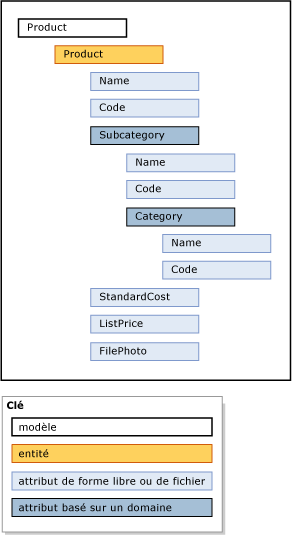 Product
Product
Name
Code
Subcategory
Name
Code
Category
Name
Code
StandardCost
ListPrice
FilePhoto
Clé
modèle
entité
attribut de forme libre ou de fichier
attribut basé sur un domaine